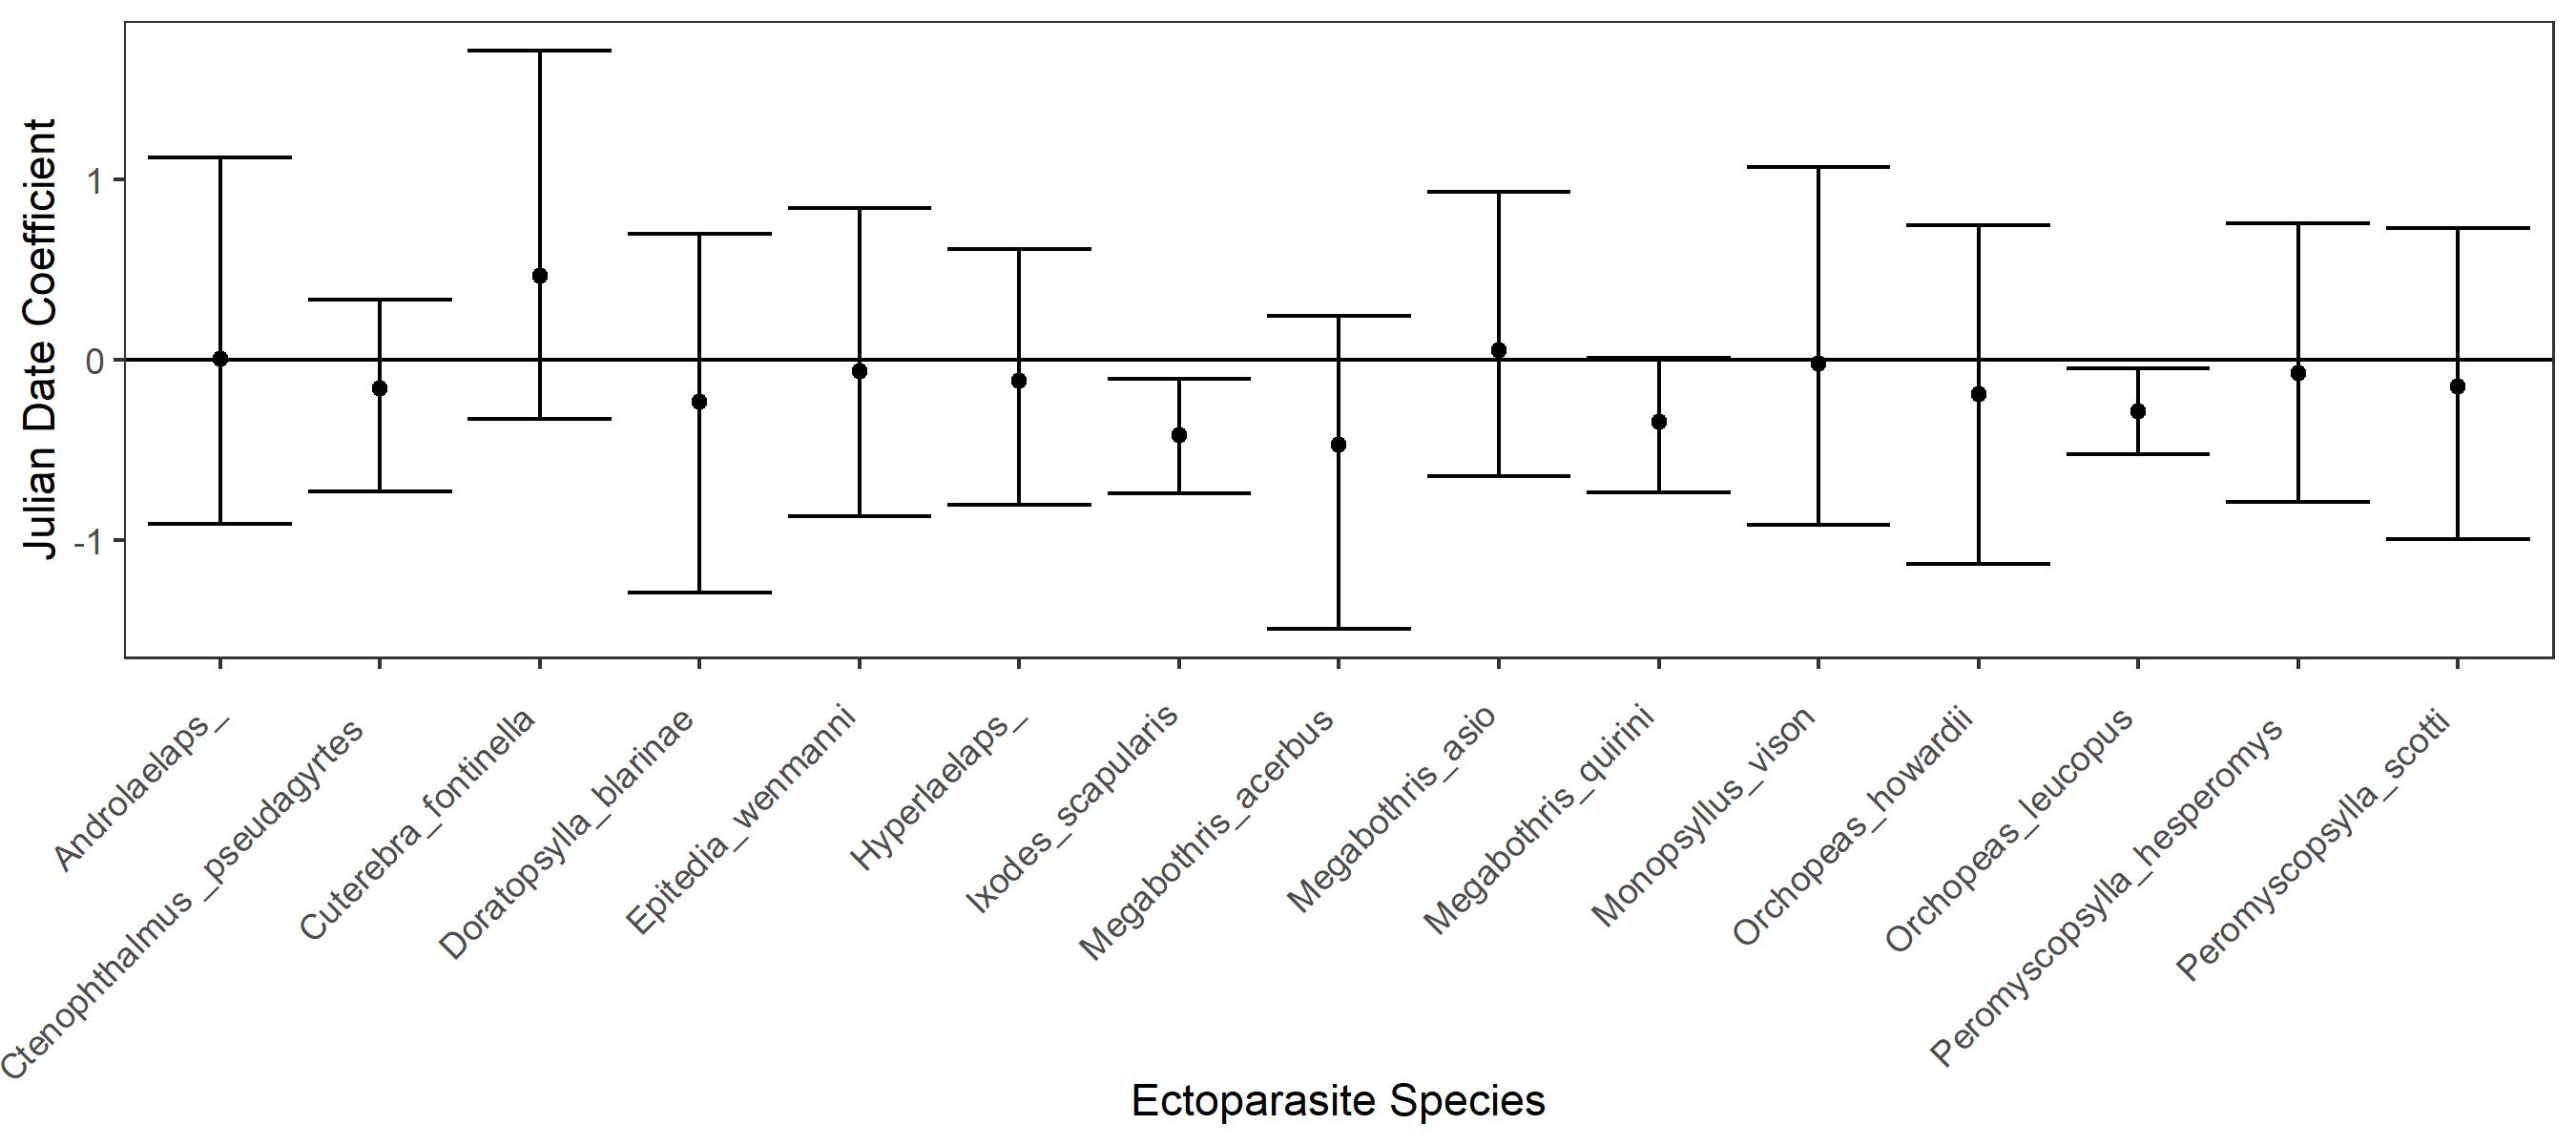 Julian Date Coefficient
1
0
-1
Androlaelaps_
Ctenophthalmus _pseudagyrtes
Cuterebra_fontinella
Doratopsylla_blarinae
Epitedia_wenmanni
Hyperlaelaps_
Ixodes_scapularis
Megabothris_acerbus
Megabothris_asio
Megabothris_quirini
Monopsyllus_vison
Orchopeas_howardii
Orchopeas_leucopus
Peromyscopsylla_hesperomys
Peromyscopsylla_scotti
Ectoparasite Species